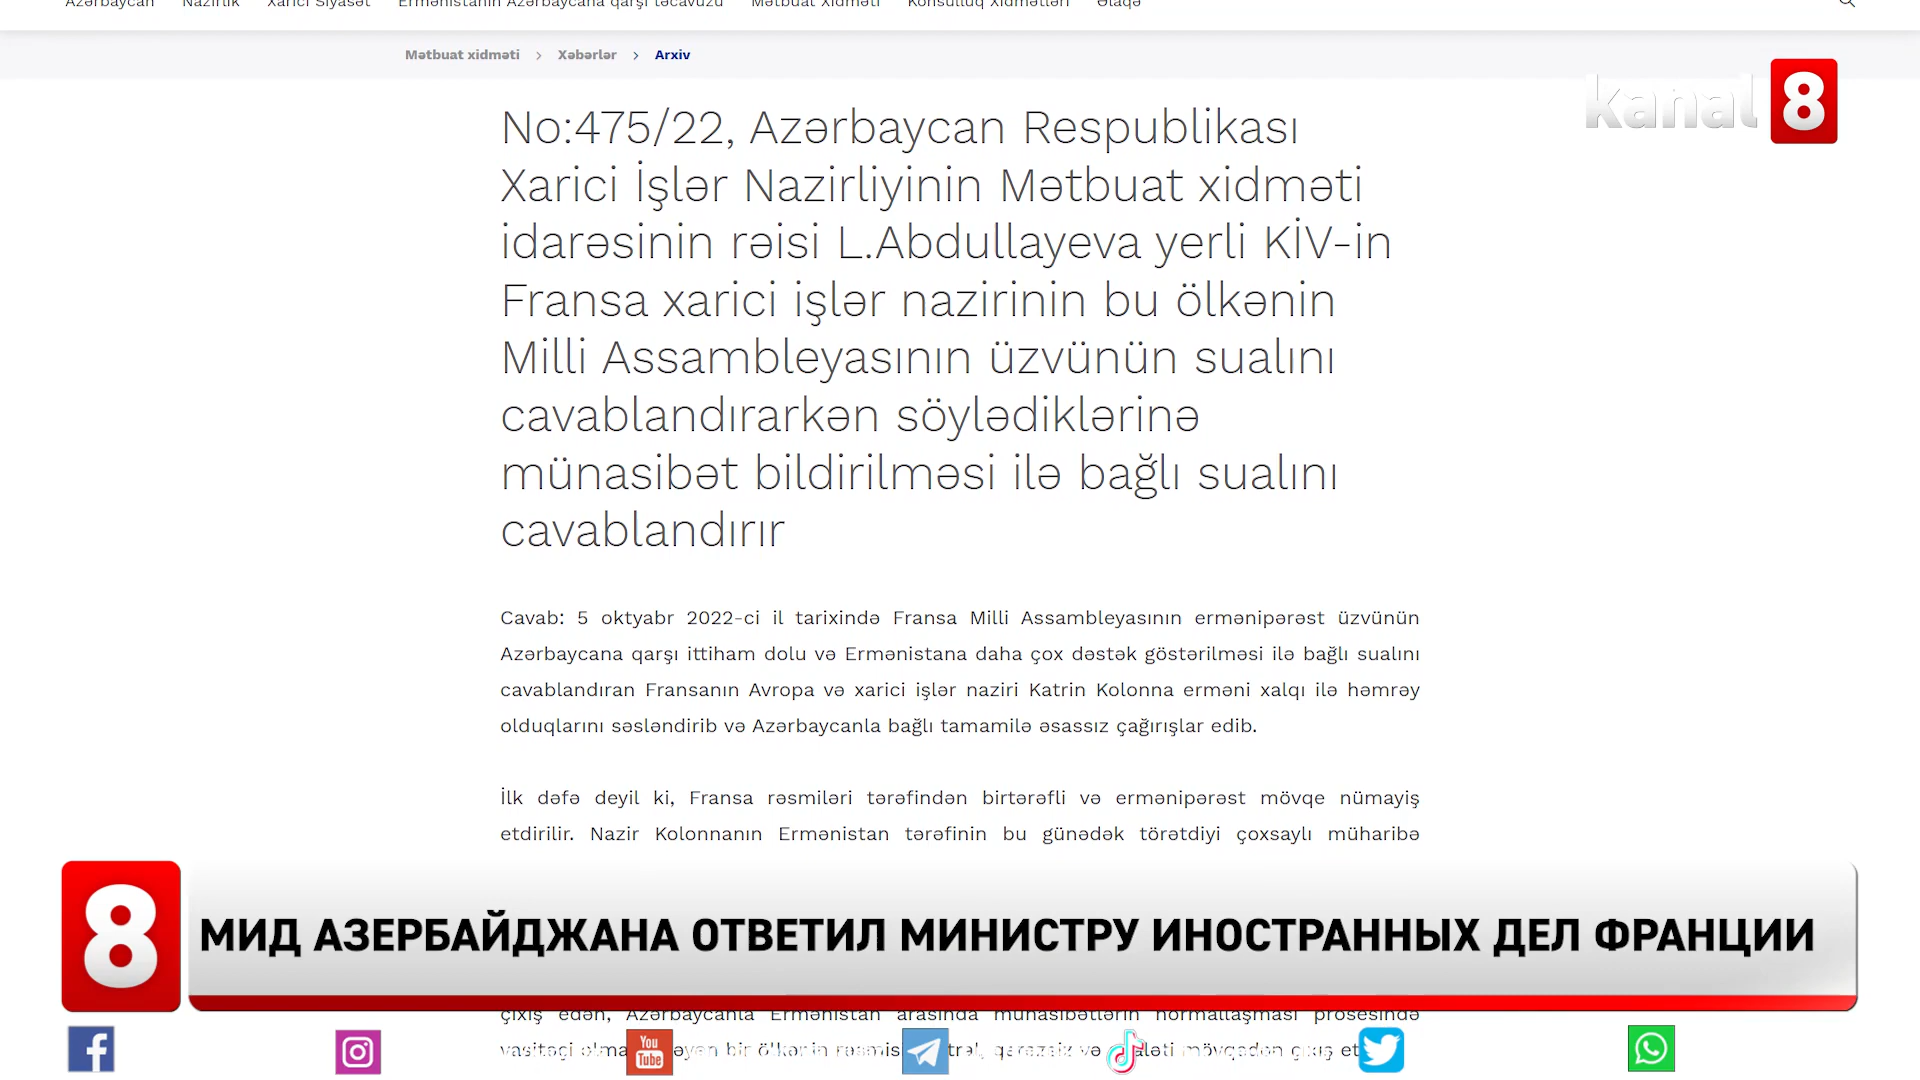 Azərbaycan Nazirlik Xarici Siyasət Ermənistanın Azərbaycana qarşı təcavüzü Mətbuat Xidməti Konsulluq Xidmətləri Əlaqə
Mətbuat xidməti > Xəbərlər > Arxiv
kanal 8
No:475/22, Azərbaycan Respublikası
Xarici İşlər Nazirliyinin Mətbuat xidməti
idarəsinin rəisi L.Abdullayeva yerli KİV-in
Fransa xarici işlər nazirinin bu ölkənin
Milli Assambleyasının üzvünün sualını
cavablandırarkən söylədiklərinə
münasibət bildirilməsi ilə bağlı sualını
cavablandırır
Cavab: 5 oktyabr 2022-ci il tarixində Fransa Milli Assambleyasının ermənipərəst üzvünün
Azərbaycana qarşı ittiham dolu və Ermənistana daha çox dəstək göstərilməsi ilə bağlı sualını
cavablandıran Fransanın Avropa və xarici işlər naziri Katrin Kolonna erməni xalqı ilə həmrəy
olduqlarını səsləndirib və Azərbaycanla bağlı tamamilə əsassız çağırışlar edib.
İlk dəfə deyil ki, Fransa rəsmiləri tərəfindən birtərəfli və ermənipərəst mövqe nümayiş
etdirilir. Nazir Kolonnanın Ermənistan tərəfinin bu günədək törətdiyi çoxsaylı müharibə
8 МИД АЗЕРБАЙДЖАНА ОТВЕТИЛ МИНИСТРУ ИНОСТРАННЫХ ДЕЛ ФРАНЦИИ
çıxış edən, Azərbaycanla Ermənistan arasında münasibətlərin normallaşması prosesində
bir ölkənin
You
Tube